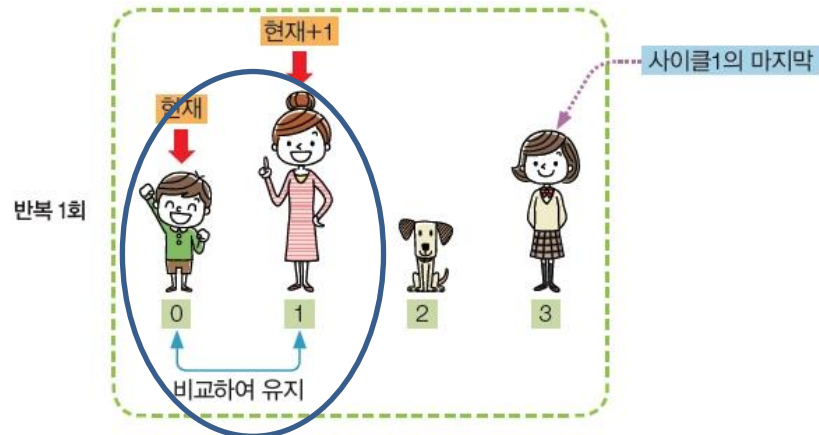 현재+1
사이클1의 마지막
현재
반복 1회
0 1 2 3
비교하여 유지